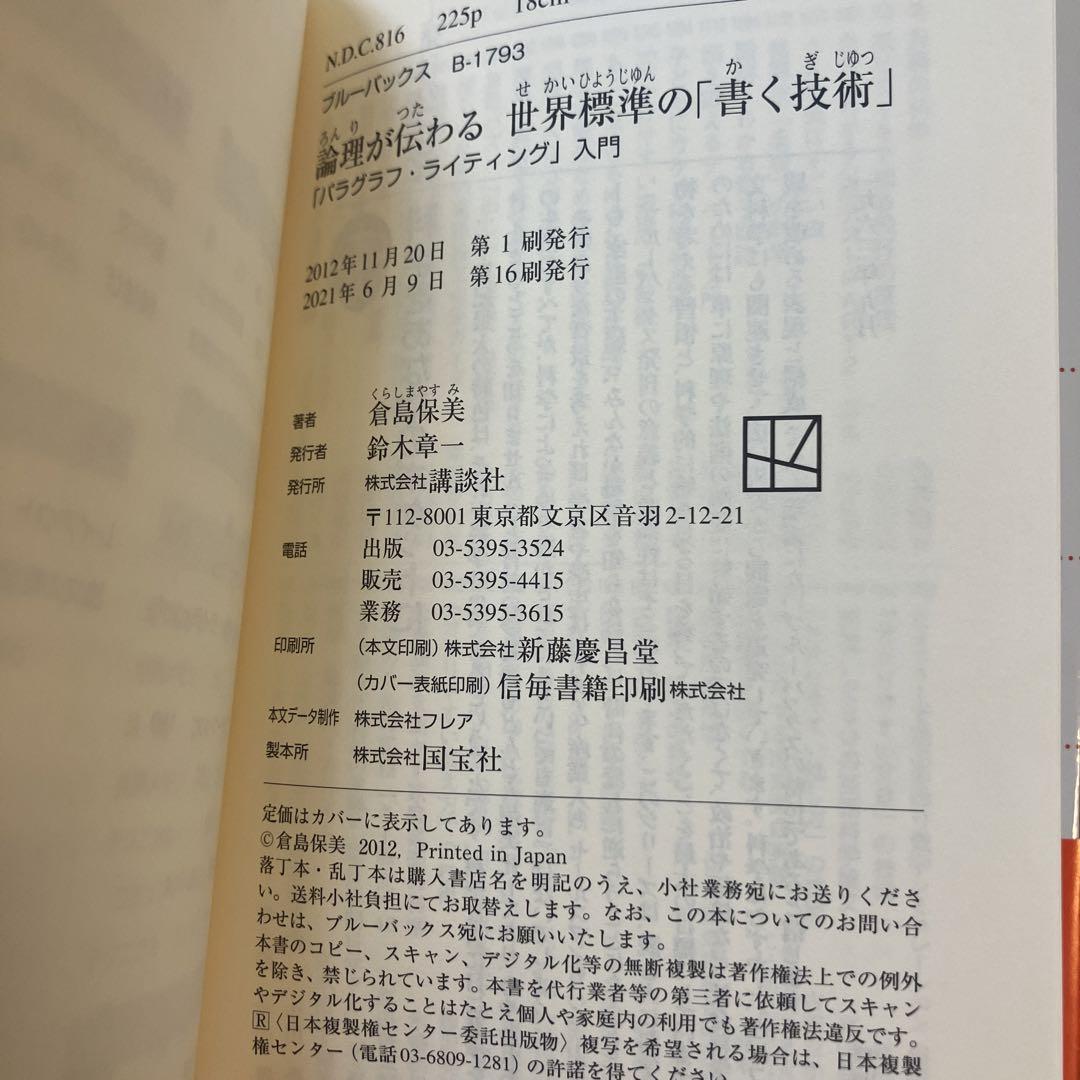 N.D.C.816 225p 18cm
ブルーバックス B-1793
ろんり つた せかいひようじゆん か ぎじゆつ
論理が伝わる 世界標準の「書く技術」
「パラグラフ・ライティング」入門
2012年11月20日 第1刷発行
2021年6月9日 第16刷発行
くらしまやすみ
著者 倉島保美
発行者 鈴木章一
発行所 株式会社講談社
〒112-8001東京都文京区音羽2-12-21
電話 出版 03-5395-3524
販売 03-5395-4415
業務 03-5395-3615
印刷所 (本文印刷)株式会社新藤慶昌堂
(カバー表紙印刷)信毎書籍印刷株式会社
本文データ制作 株式会社フレア
製本所 株式会社国宝社
定価はカバーに表示してあります。
©倉島保美 2012, Printed in Japan
落丁本・乱丁本は購入書店名を明記のうえ、小社業務宛にお送りくださ
い。送料小社負担にてお取替えします。なお、この本についてのお問い合
わせは、ブルーバックス宛にお願いいたします。
本書のコピー、スキャン、デジタル化等の無断複製は著作権法上での例外
を除き、禁じられています。本書を代行業者等の第三者に依頼してスキャン
やデジタル化することはたとえ個人や家庭内の利用でも著作権法違反です。
R〈日本複製権センター委託出版物〉複写を希望される場合は、日本複製
権センター(電話03-6809-1281)の許諾を得てください